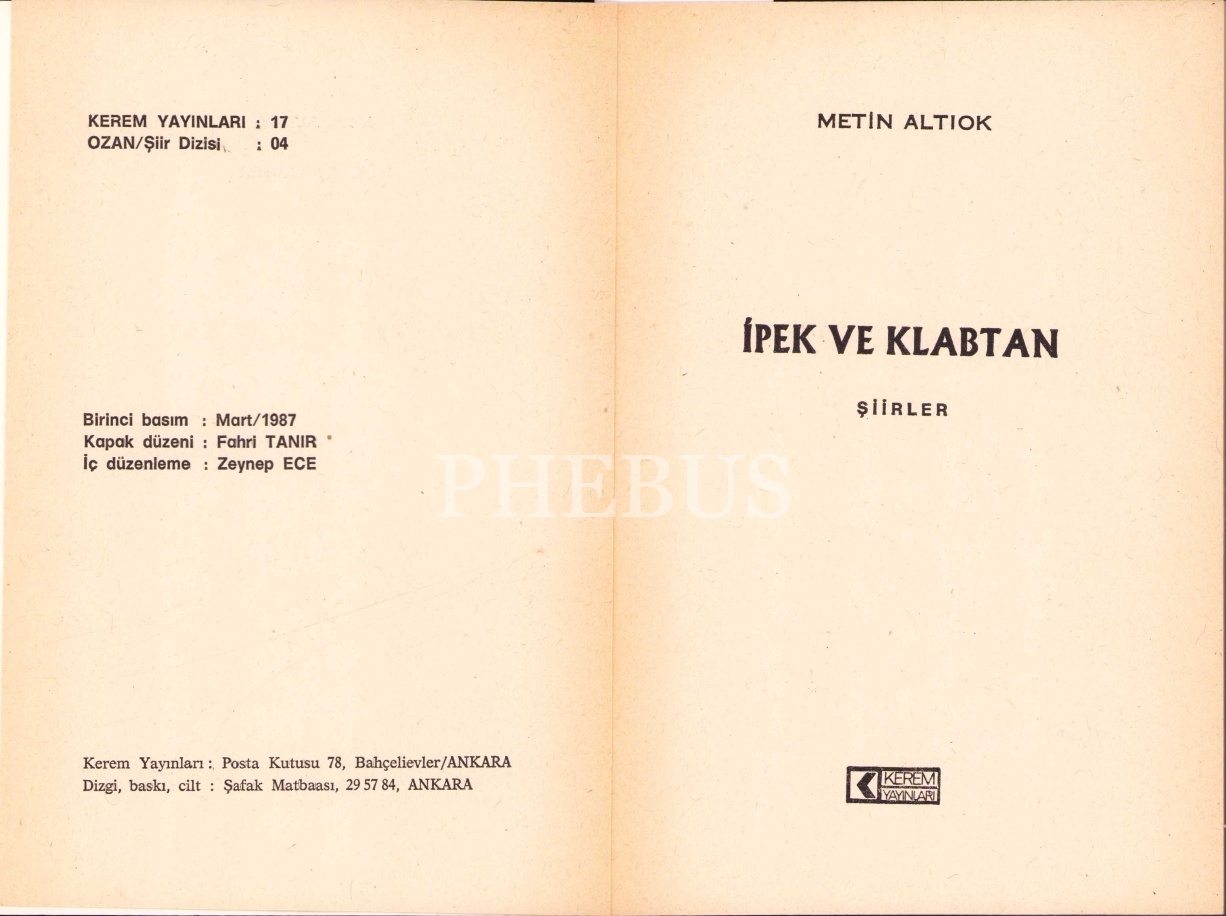 KEREM YAYINLARI : 17
OZAN/Şiir Dizisi : 04
Birinci basım : Mart/1987
Kapak düzeni : Fahri TANIR
İç düzenleme : Zeynep ECE
Kerem Yayınları : Posta Kutusu 78, Bahçelievler/ANKARA
Dizgi, baskı, cilt : Şafak Matbaası, 29 57 84, ANKARA
METİN ALTIOK
İPEK VE KLABTAN
ŞİİRLER
KEREM
YAYINLARI
PHEBUS